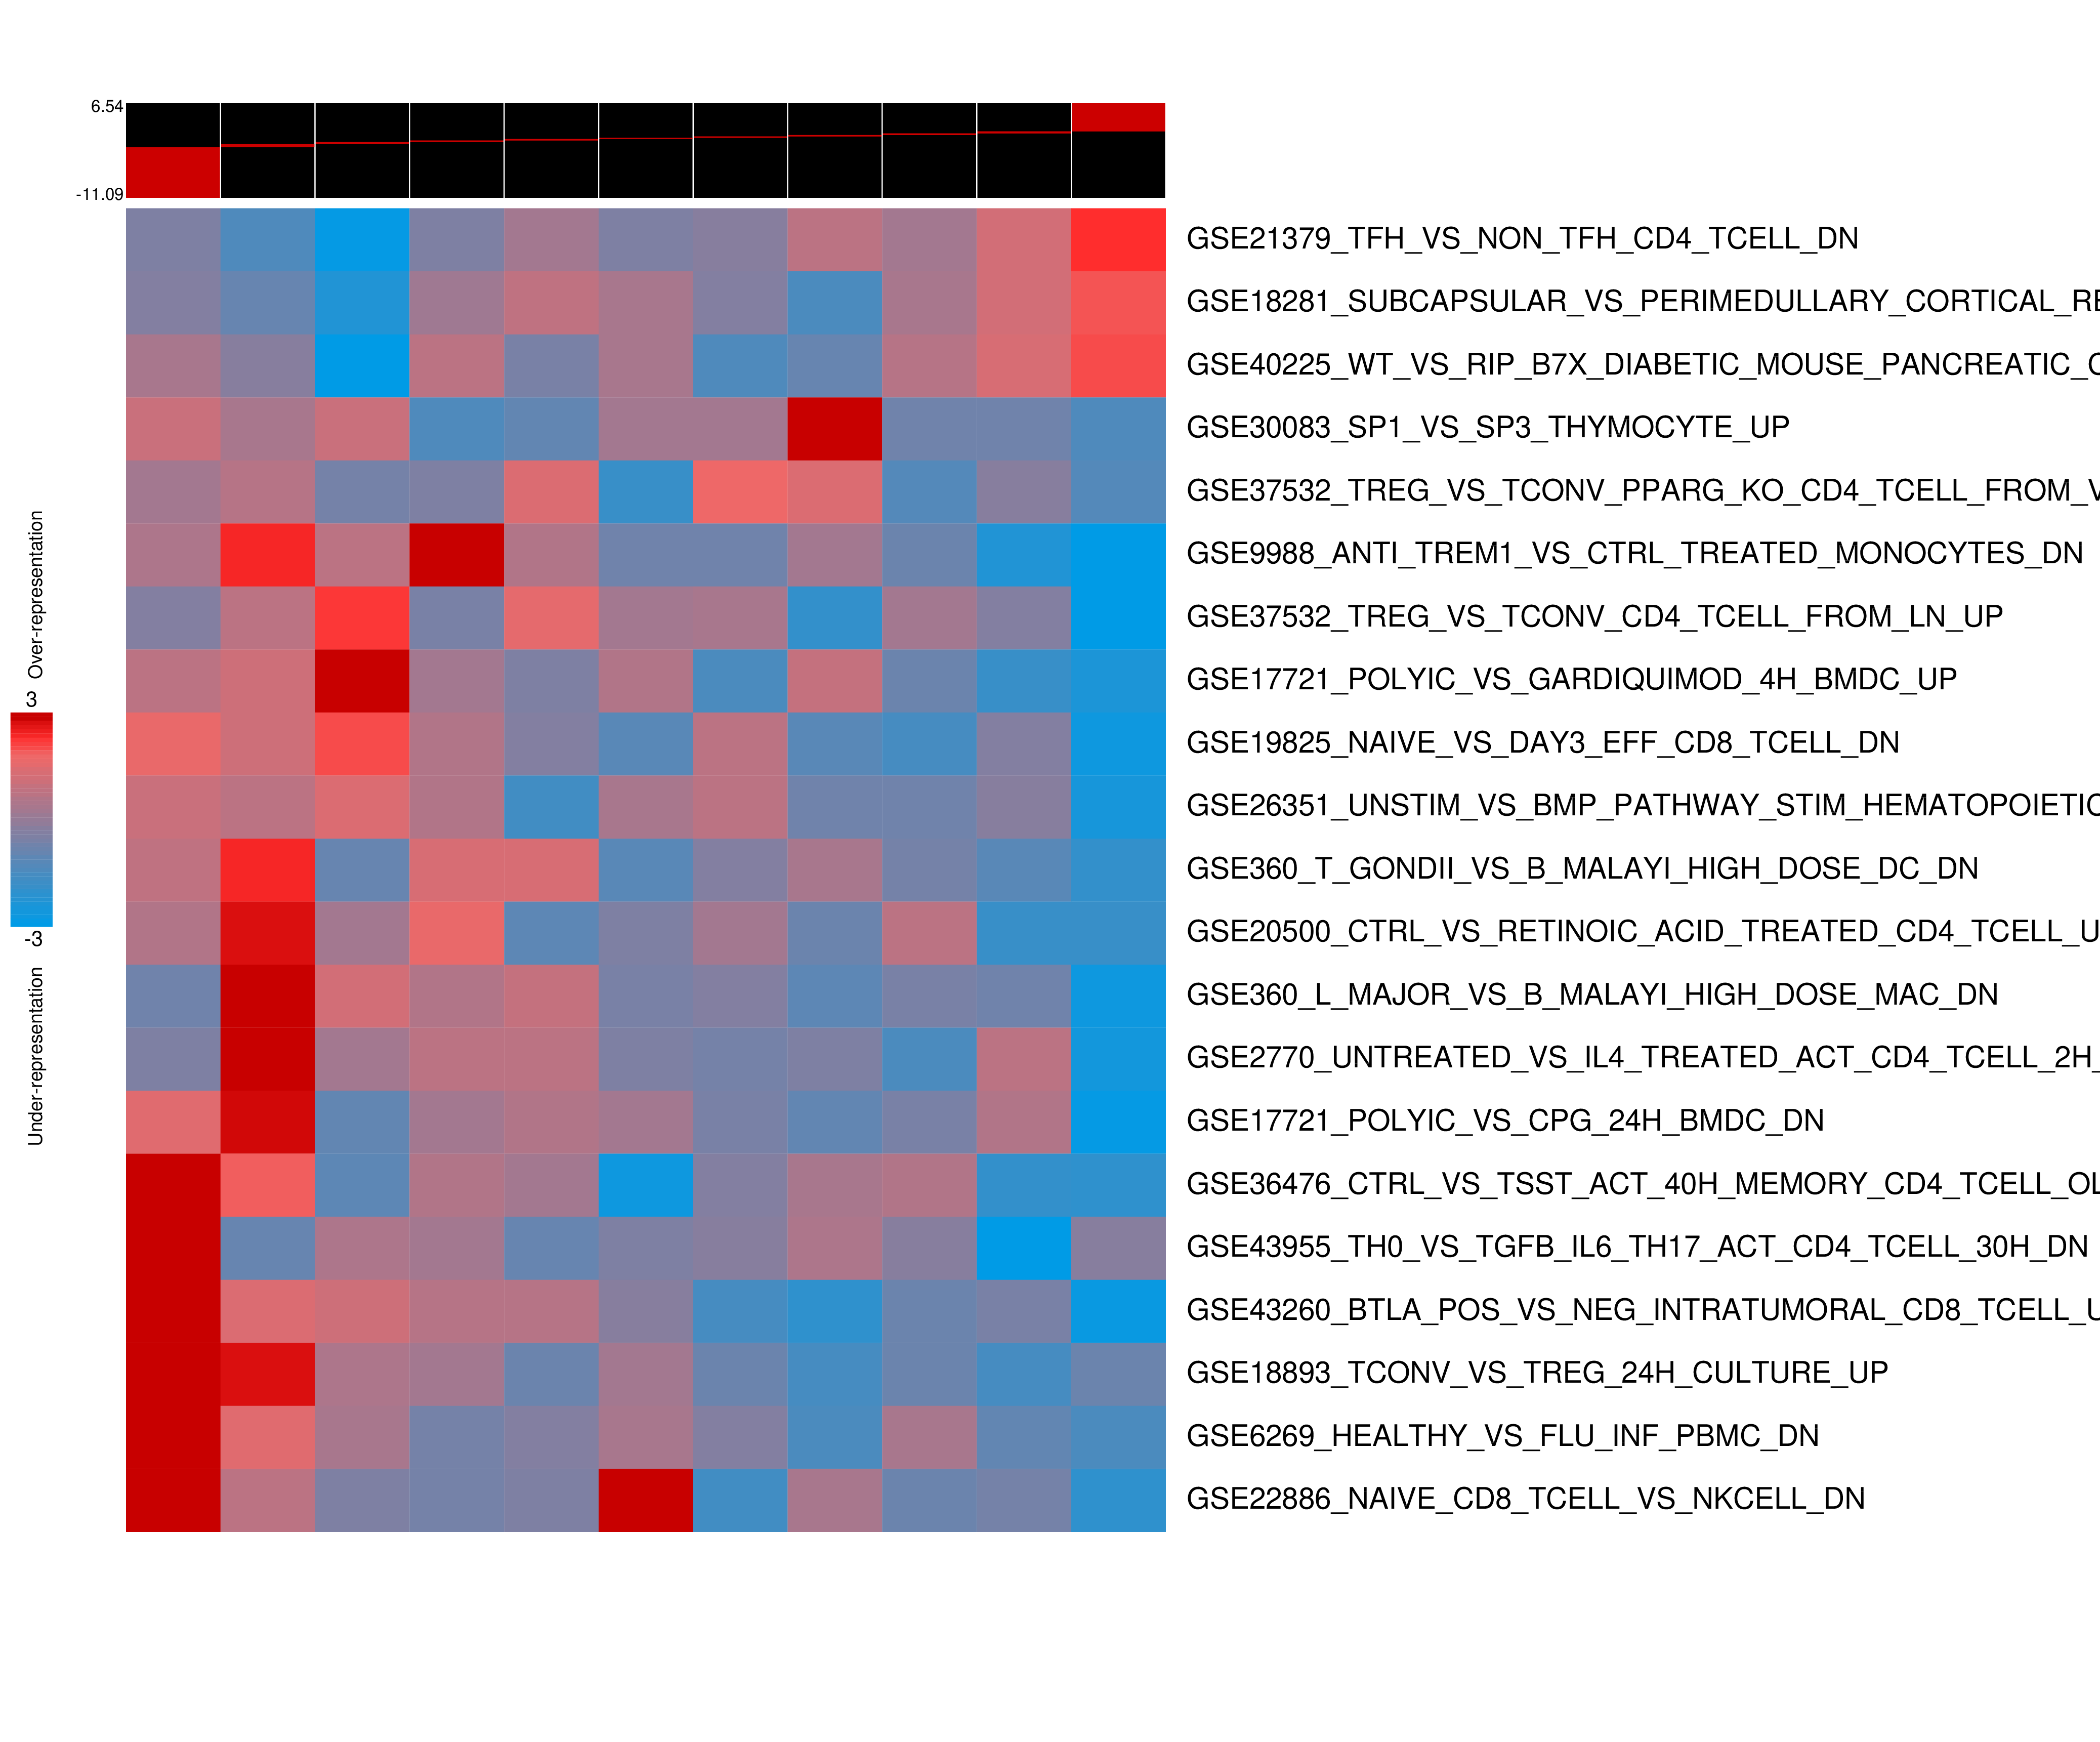 6.54
-11.09
GSE21379_TFH_VS_NON_TFH_CD4_TCELL_DN
GSE18281_SUBCAPSULAR_VS_PERIMEDULLARY_CORTICAL_RE
GSE40225_WT_VS_RIP_B7X_DIABETIC_MOUSE_PANCREATIC_C
GSE30083_SP1_VS_SP3_THYMOCYTE_UP
GSE37532_TREG_VS_TCONV_PPARG_KO_CD4_TCELL_FROM_V
GSE9988_ANTI_TREM1_VS_CTRL_TREATED_MONOCYTES_DN
GSE37532_TREG_VS_TCONV_CD4_TCELL_FROM_LN_UP
GSE17721_POLYIC_VS_GARDIQUIMOD_4H_BMDC_UP
GSE19825_NAIVE_VS_DAY3_EFF_CD8_TCELL_DN
GSE26351_UNSTIM_VS_BMP_PATHWAY_STIM_HEMATOPOIETIC
GSE360_T_GONDII_VS_B_MALAYI_HIGH_DOSE_DC_DN
GSE20500_CTRL_VS_RETINOIC_ACID_TREATED_CD4_TCELL_U
GSE360_L_MAJOR_VS_B_MALAYI_HIGH_DOSE_MAC_DN
GSE2770_UNTREATED_VS_IL4_TREATED_ACT_CD4_TCELL_2H_
GSE17721_POLYIC_VS_CPG_24H_BMDC_DN
GSE36476_CTRL_VS_TSST_ACT_40H_MEMORY_CD4_TCELL_OL
GSE43955_TH0_VS_TGFB_IL6_TH17_ACT_CD4_TCELL_30H_DN
GSE43260_BTLA_POS_VS_NEG_INTRATUMORAL_CD8_TCELL_U
GSE18893_TCONV_VS_TREG_24H_CULTURE_UP
GSE6269_HEALTHY_VS_FLU_INF_PBMC_DN
GSE22886_NAIVE_CD8_TCELL_VS_NKCELL_DN
Over-representation
3
-3
Under-representation